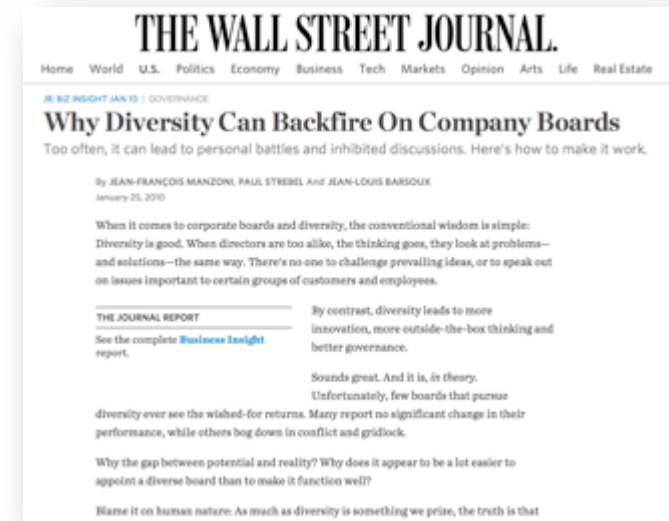 THE WALL STREET JOURNAL.
Home World U.S. Politics Economy Business Tech Markets Opinion Arts Life Real Estate
JR: BIZ INSIGHT JAN 10 | GOVERNANCE
Why Diversity Can Backfire On Company Boards
Too often, it can lead to personal battles and inhibited discussions. Here's how to make it work.
By JEAN-FRANÇOIS MANZONI, PAUL STREBEL And JEAN-LOUIS BARSOUX
January 25, 2010
When it comes to corporate boards and diversity, the conventional wisdom is simple:
Diversity is good. When directors are too alike, the thinking goes, they look at problems—
and solutions—the same way. There's no one to challenge prevailing ideas, or to speak out
on issues important to certain groups of customers and employees.
THE JOURNAL REPORT
See the complete Business Insight
report.
By contrast, diversity leads to more
innovation, more outside-the-box thinking and
better governance.
Sounds great. And it is, in theory.
Unfortunately, few boards that pursue
diversity ever see the wished-for returns. Many report no significant change in their
performance, while others bog down in conflict and gridlock.
Why the gap between potential and reality? Why does it appear to be a lot easier to
appoint a diverse board than to make it function well?
Blame it on human nature: As much as diversity is something we prize, the truth is that